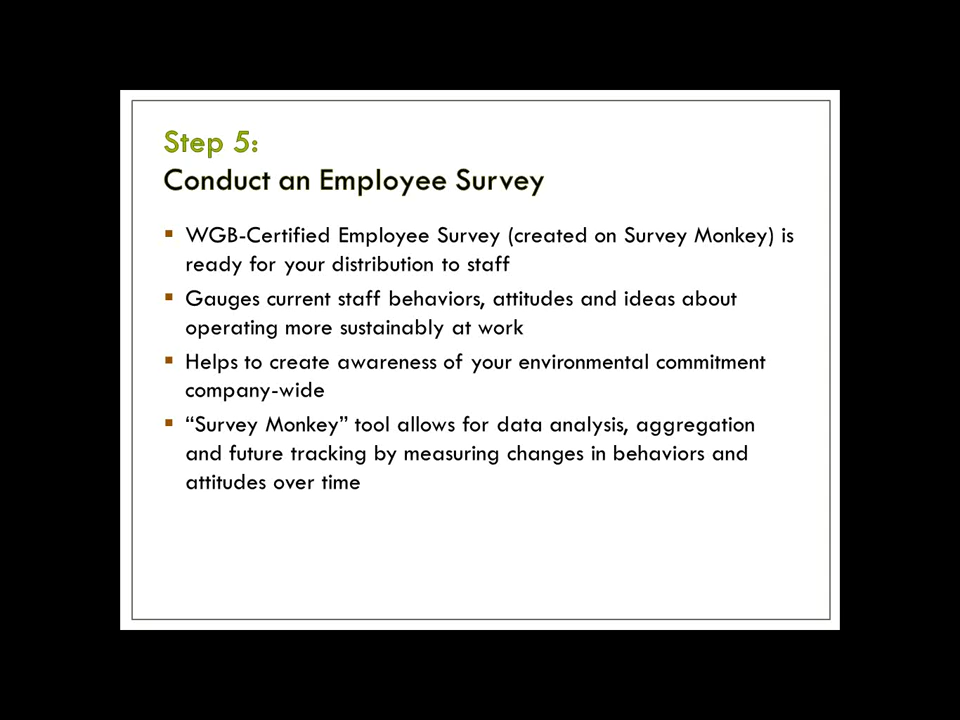 Step 5:
Conduct an Employee Survey
▪ WGB-Certified Employee Survey (created on Survey Monkey) is
ready for your distribution to staff
▪ Gauges current staff behaviors, attitudes and ideas about
operating more sustainably at work
▪ Helps to create awareness of your environmental commitment
company-wide
▪ “Survey Monkey” tool allows for data analysis, aggregation
and future tracking by measuring changes in behaviors and
attitudes over time